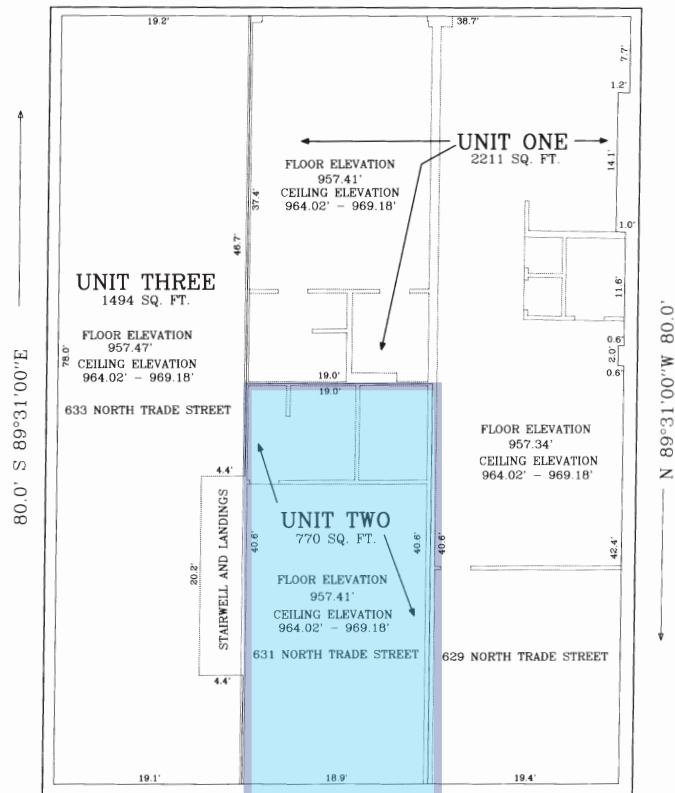 19.2'
38.7'
7.7'
1.2'
UNIT ONE
2211 SQ. FT.
14.1'
FLOOR ELEVATION
957.41'
CEILING ELEVATION
964.02' - 969.18'
37.4'
46.7'
1.0'
11.6'
UNIT THREE
1494 SQ. FT.
FLOOR ELEVATION
957.47'
CEILING ELEVATION
964.02' - 969.18'
78.0'
633 NORTH TRADE STREET
80.0' S 89°31'00"E
N 89°31'00"W 80.0'
0.6'
2.0'
0.6'
19.0'
19.0'
FLOOR ELEVATION
957.34'
CEILING ELEVATION
964.02' - 969.18'
4.4'
STAIRWELL AND LANDINGS
20.2'
4.4'
UNIT TWO
770 SQ. FT.
40.6'
40.6'
40.6'
42.4'
FLOOR ELEVATION
957.41'
CEILING ELEVATION
964.02' - 969.18'
631 NORTH TRADE STREET
629 NORTH TRADE STREET
19.1'
18.9'
19.4'